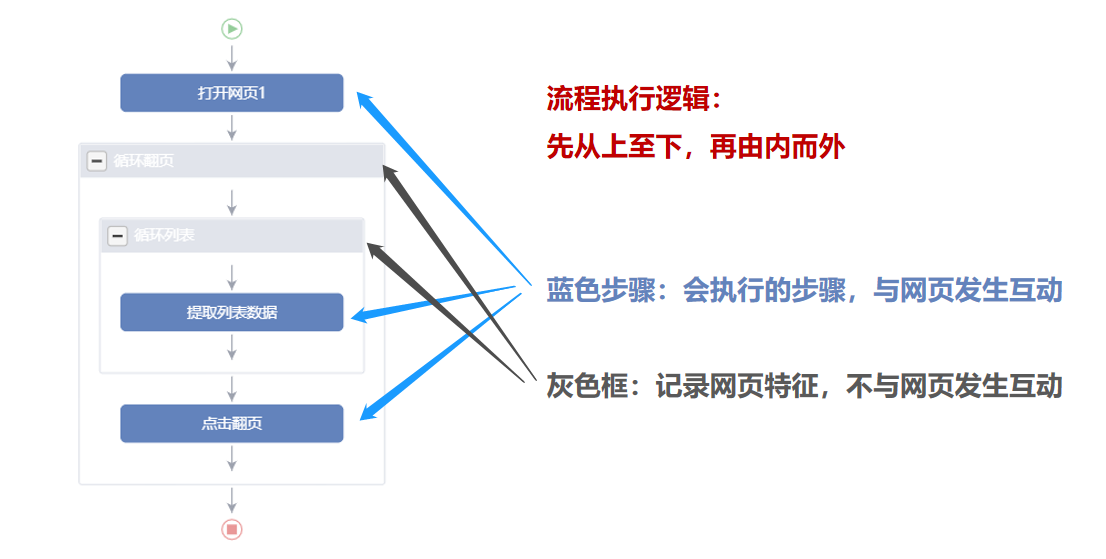 打开网页1
循环翻页
循环列表
提取列表数据
点击翻页
流程执行逻辑：
先从上至下，再由内而外
蓝色步骤：会执行的步骤，与网页发生互动
灰色框：记录网页特征，不与网页发生互动